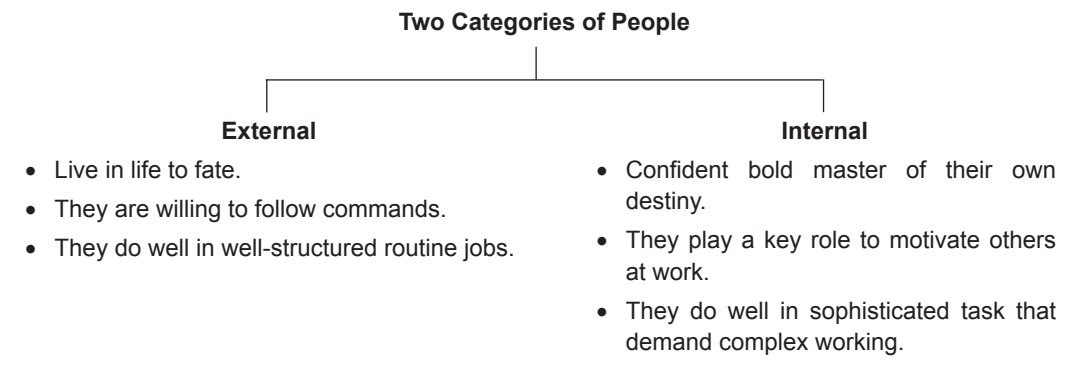 Two Categories of People
External
• Live in life to fate.
• They are willing to follow commands.
• They do well in well-structured routine jobs.
Internal
• Confident bold master of their own
destiny.
• They play a key role to motivate others
at work.
• They do well in sophisticated task that
demand complex working.